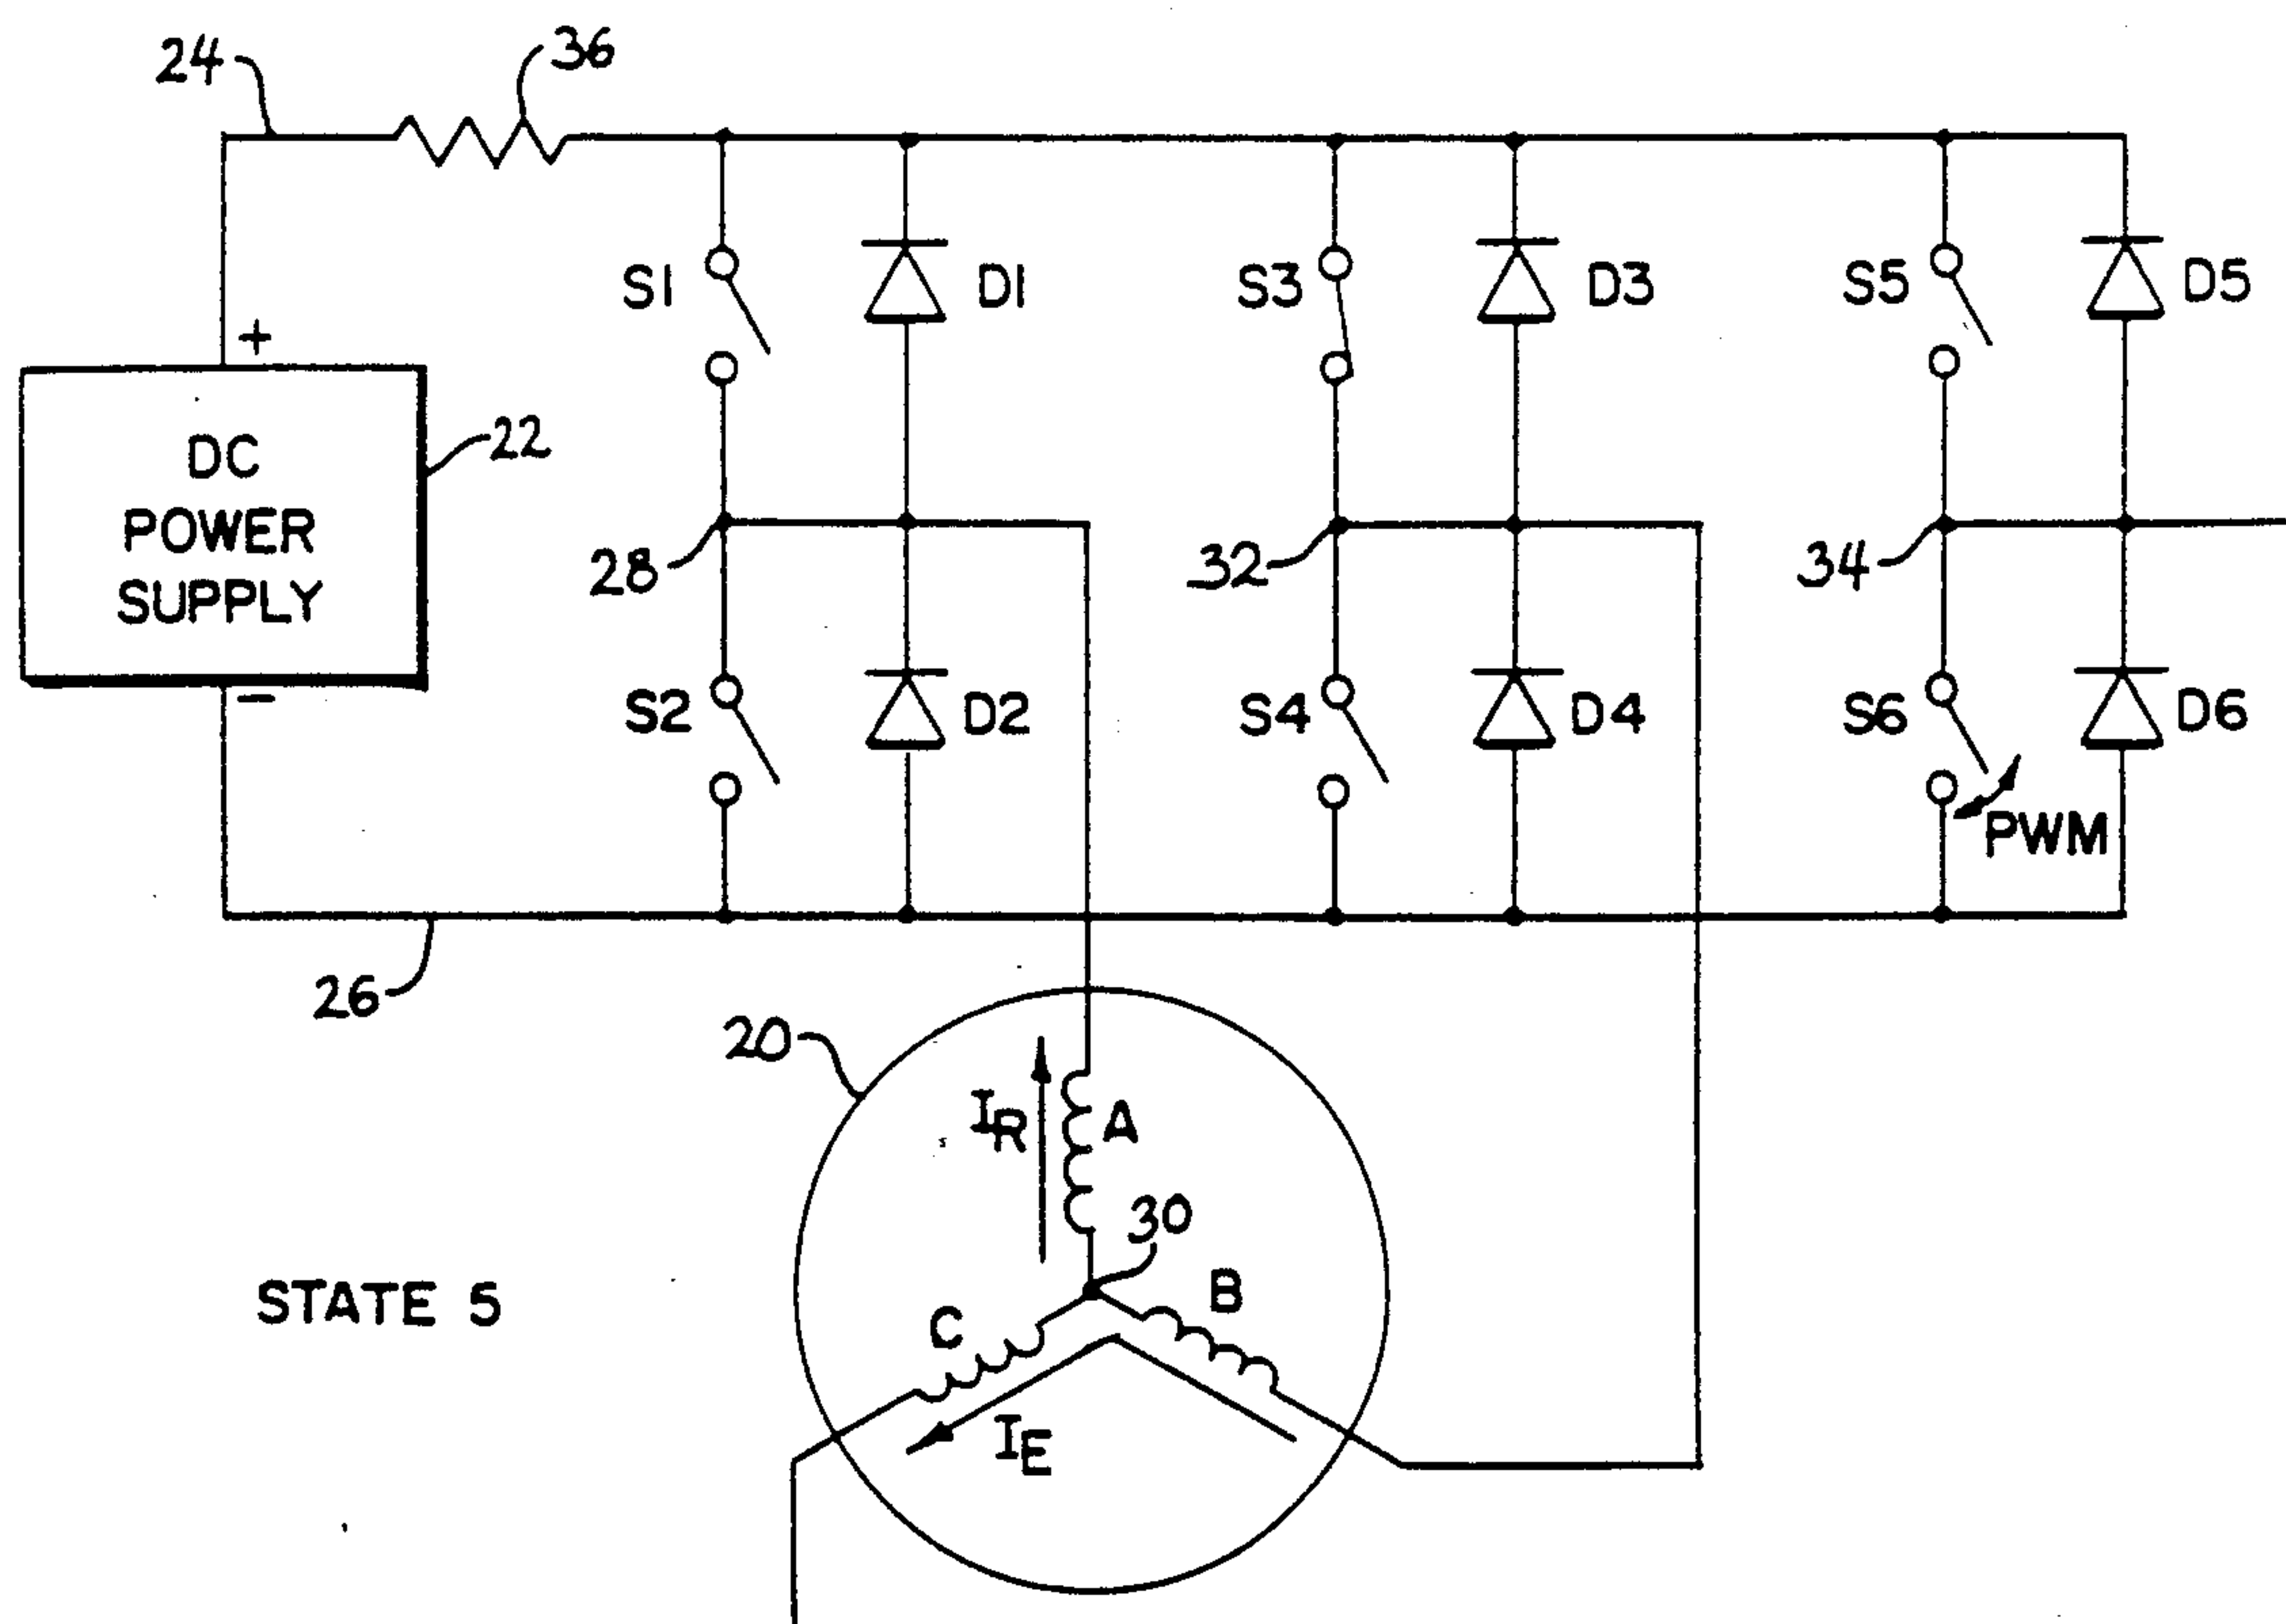 24
36
+
S1
D1
S3
D3
S5
D5
DC
POWER
SUPPLY
22
28
32
34
−
S2
D2
S4
D4
S6
D6
PWM
26
20
IR
A
30
B
C
IE
STATE 5